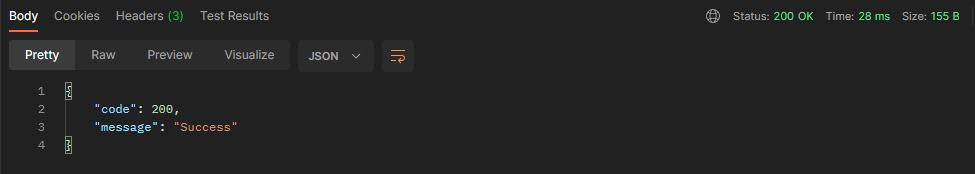 Body Cookies Headers (3) Test Results Status: 200 OK Time: 28 ms Size: 155 B
Pretty Raw Preview Visualize JSON
1 {
2 "code": 200,
3 "message": "Success"
4 }